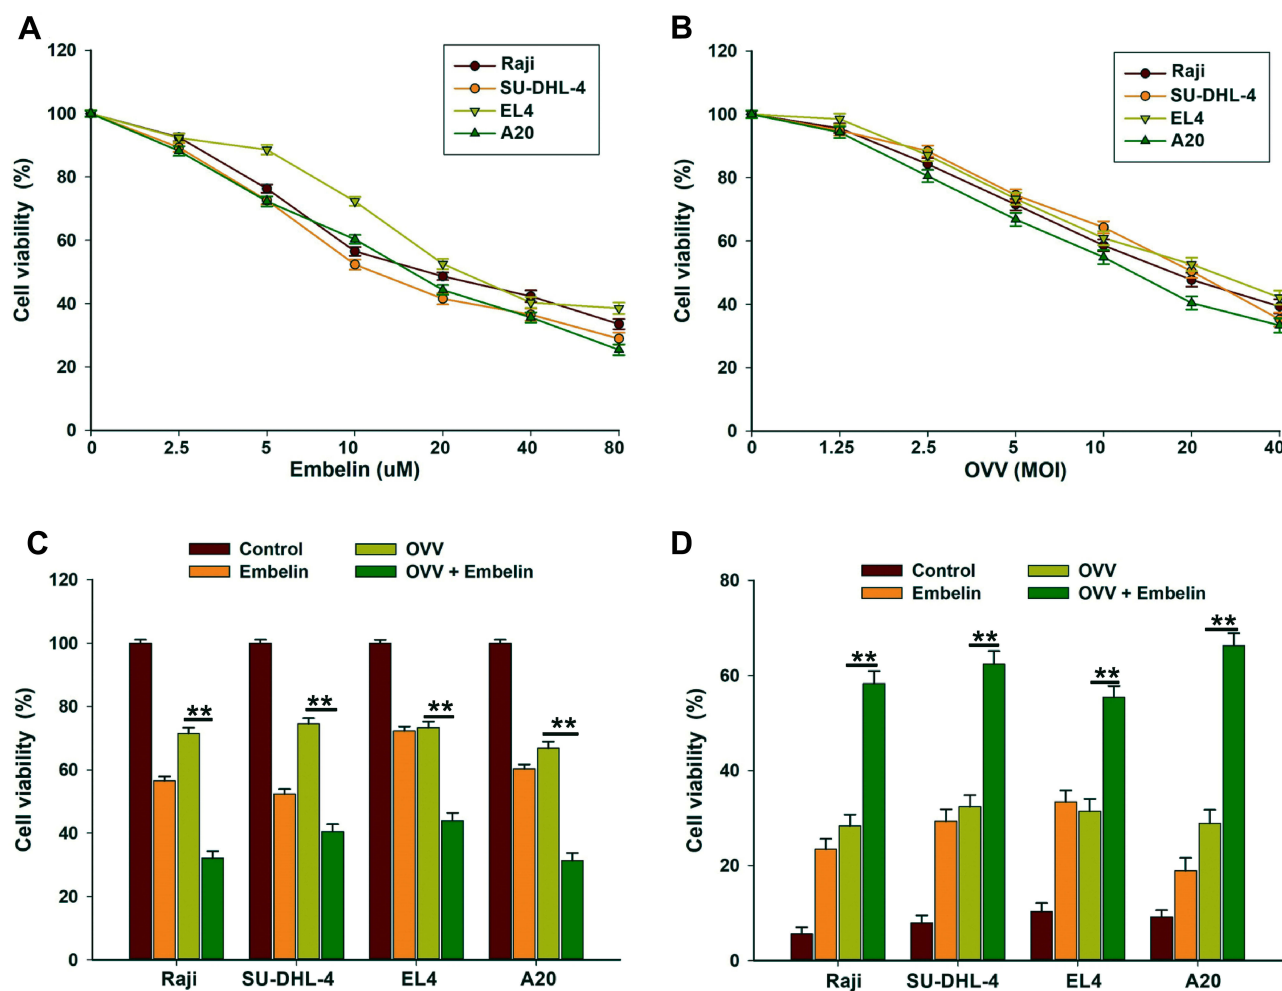 A
120
100
80
60
40
20
0
Cell viability (%)
Raji
SU-DHL-4
EL4
A20
0 2.5 5 10 20 40 80
Embelin (uM)
B
120
100
80
60
40
20
0
Cell viability (%)
Raji
SU-DHL-4
EL4
A20
0 1.25 2.5 5 10 20 40
OVV (MOI)
C
Control OVV
Embelin OVV + Embelin
120
100
80
60
40
20
0
Cell viability (%)
** ** ** **
Raji SU-DHL-4 EL4 A20
D
Control OVV
Embelin OVV + Embelin
80
60
40
20
0
Cell viability (%)
** ** ** **
Raji SU-DHL-4 EL4 A20